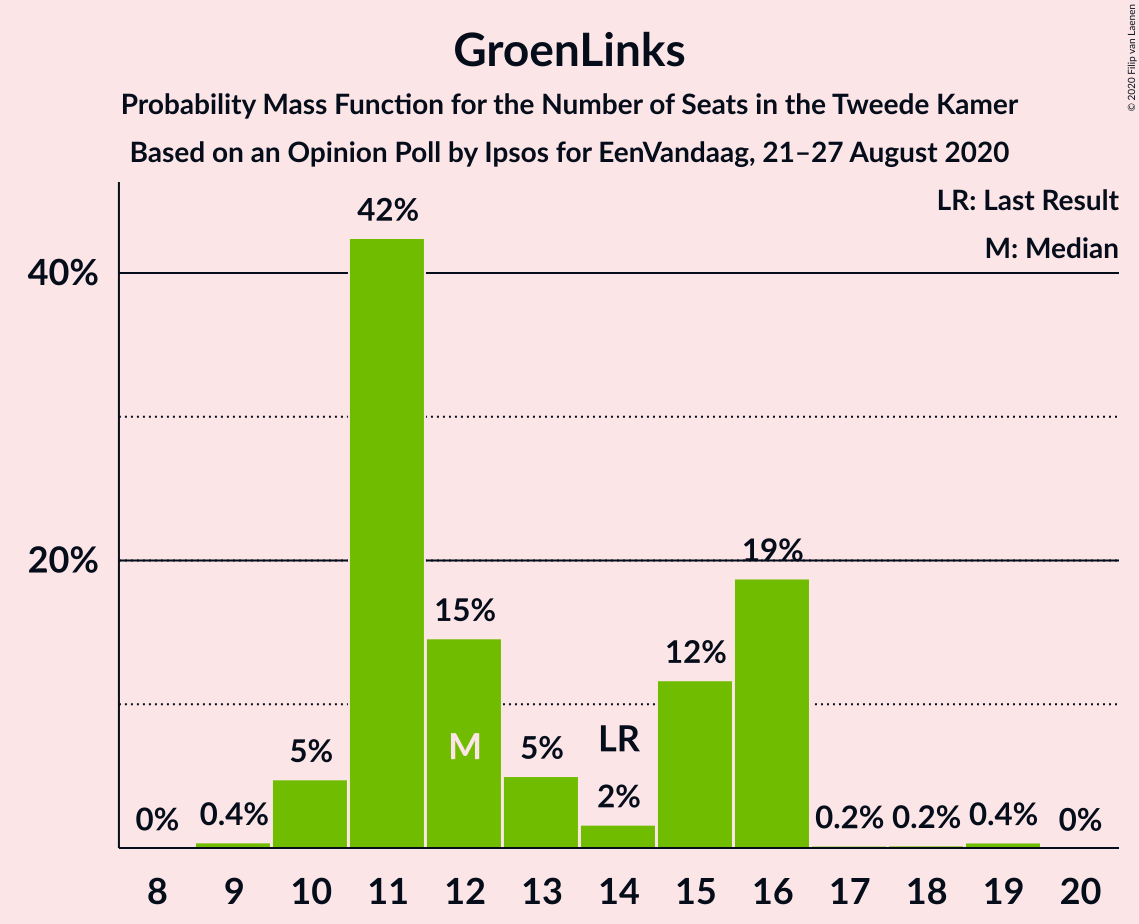 GroenLinks
Probability Mass Function for the Number of Seats in the Tweede Kamer
Based on an Opinion Poll by Ipsos for EenVandaag, 21–27 August 2020
© 2020 Filip van Laenen
LR: Last Result
M: Median
40%
20%
0%
0.4%
5%
42%
15%
M
5%
LR
2%
12%
19%
0.2%
0.2%
0.4%
0%
8 9 10 11 12 13 14 15 16 17 18 19 20